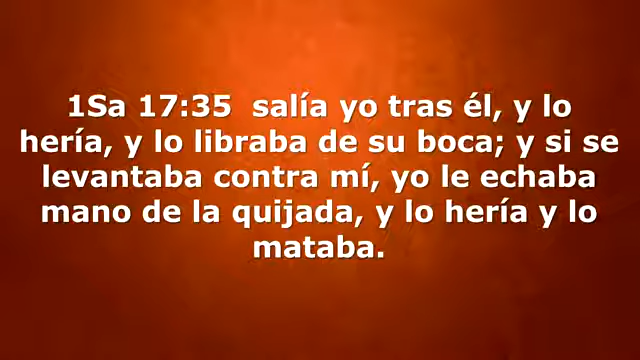 1Sa 17:35  salía yo tras él, y lo
hería, y lo libraba de su boca; y si se
levantaba contra mí, yo le echaba
mano de la quijada, y lo hería y lo
mataba.